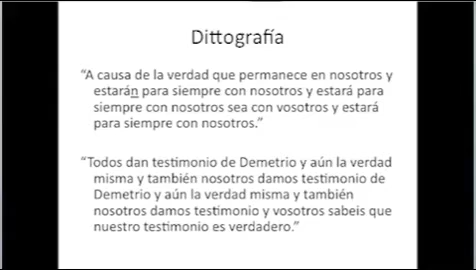 Dittografía
“A causa de la verdad que permanece en nosotros y
estarán para siempre con nosotros y estará para
siempre con nosotros sea con vosotros y estará
para siempre con nosotros.”
“Todos dan testimonio de Demetrio y aún la verdad
misma y también nosotros damos testimonio de
Demetrio y aún la verdad misma y también
nosotros damos testimonio y vosotros sabeis que
nuestro testimonio es verdadero.”